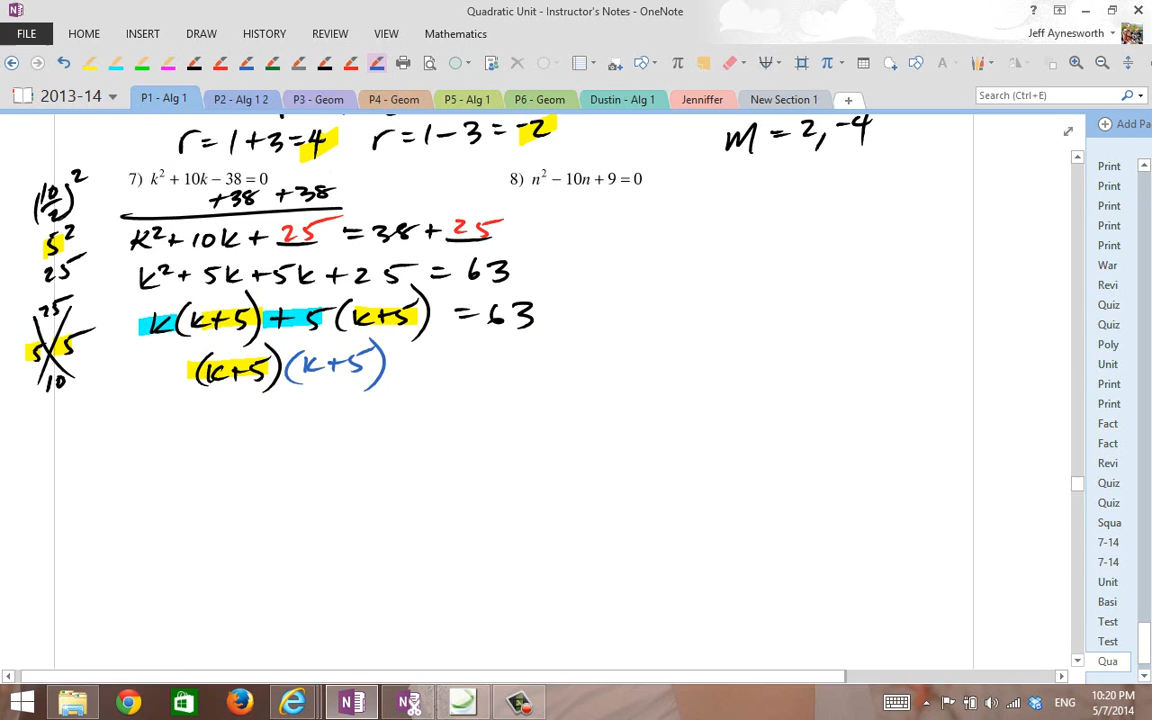 Quadratic Unit - Instructor's Notes - OneNote
FILE HOME INSERT DRAW HISTORY REVIEW VIEW Mathematics
Jeff Aynesworth
2013-14 P1 - Alg 1 P2 - Alg 1 2 P3 - Geom P4 - Geom P5 - Alg 1 P6 - Geom Dustin - Alg 1 Jenniffer New Section 1
Search (Ctrl+E)
Add Pa
r = 1 + 3 = 4 r = 1 - 3 = -2 m = 2, -4
7) k² + 10k − 38 = 0 8) n² − 10n + 9 = 0
+38 +38
(10/2)²
k² + 10k + 25 = 38 + 25
5²
25
k² + 5k + 5k + 25 = 63
k(k+5) + 5(k+5) = 63
(k+5)(k+5)
25
5 5
10
Print
Print
Print
Print
Print
War
Revi
Quiz
Print
Poly
Unit
Print
Print
Fact
Fact
Revi
Quiz
Quiz
Squa
7-14
7-14
Unit
Basi
Test
Test
Qua
ENG
10:20 PM
5/7/2014